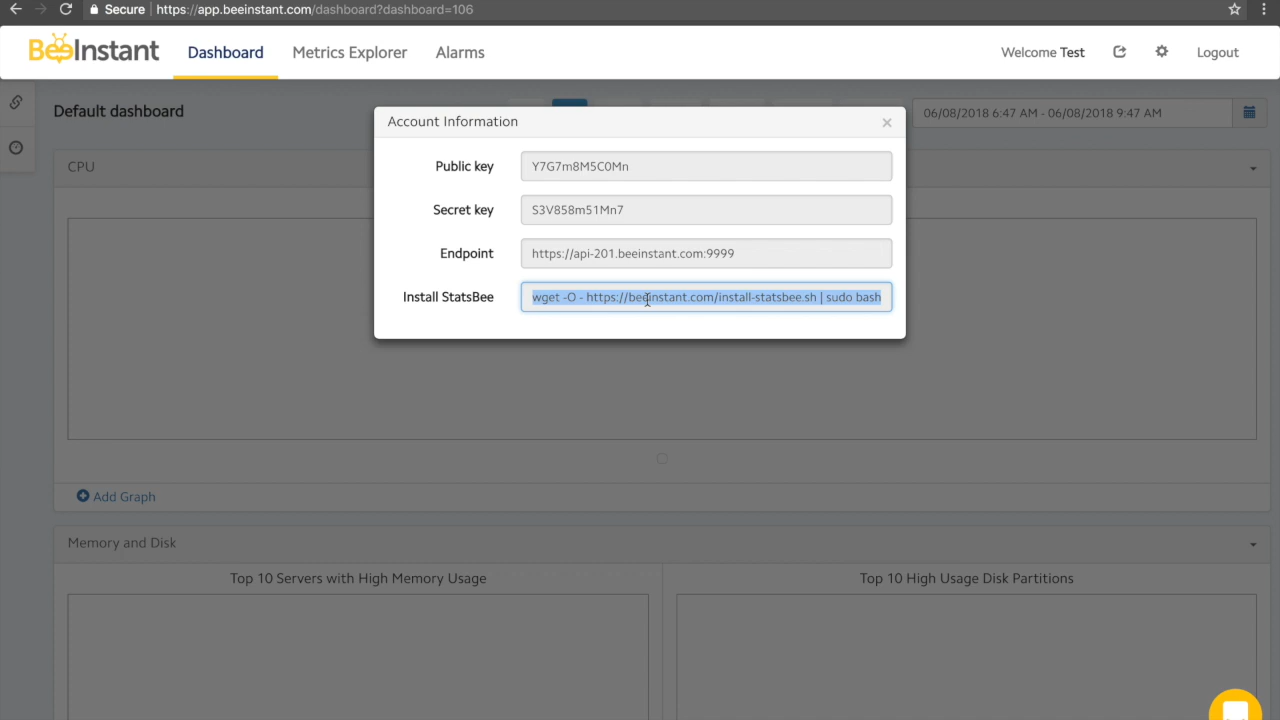 Secure https://app.beeinstant.com/dashboard?dashboard=106
BeeInstant Dashboard Metrics Explorer Alarms Welcome Test Logout
Default dashboard 06/08/2018 6:47 AM - 06/08/2018 9:47 AM
Account Information ×
CPU
Public key Y7G7m8M5C0Mn
Secret key S3V858m51Mn7
Endpoint https://api-201.beeinstant.com:9999
Install StatsBee wget -O - https://beeinstant.com/install-statsbee.sh | sudo bash
Add Graph
Memory and Disk
Top 10 Servers with High Memory Usage Top 10 High Usage Disk Partitions